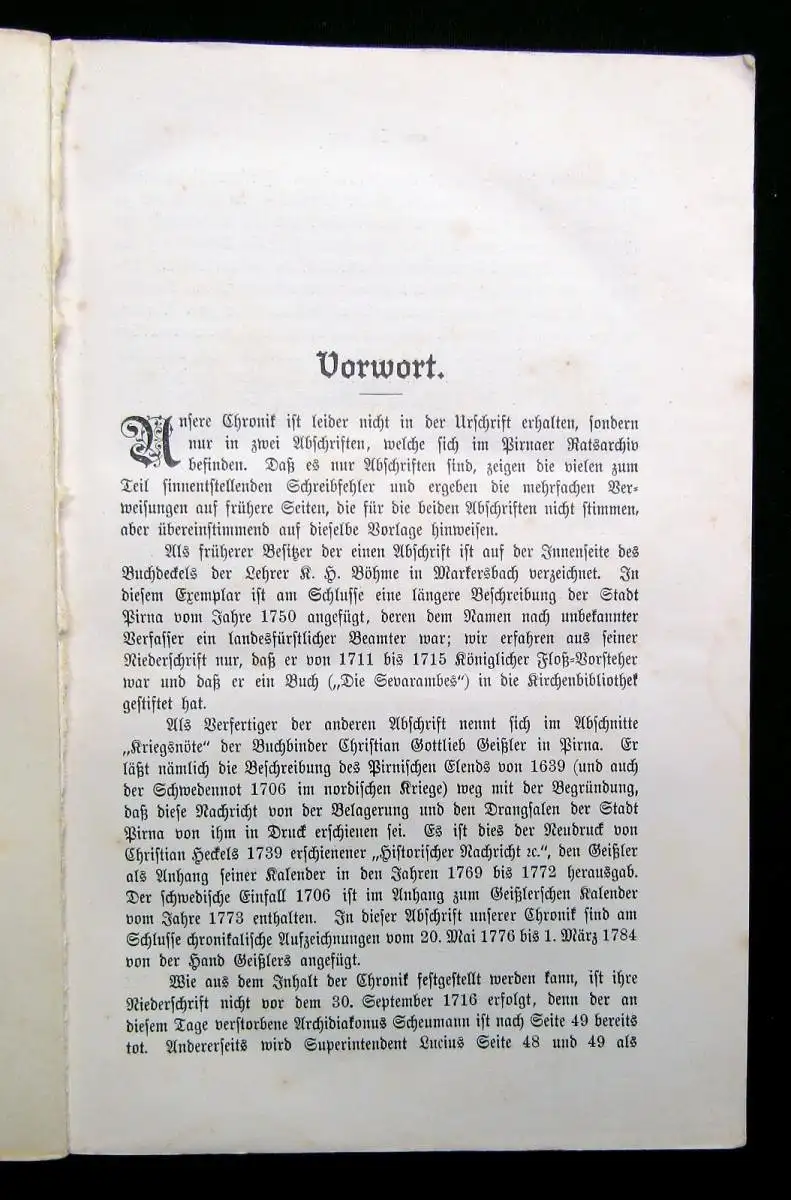 Vorwort.
Unsere Chronik ist leider nicht in der Urschrift erhalten, sondern
nur in zwei Abschriften, welche sich im Pirnaer Ratsarchiv
befinden. Daß es nur Abschriften sind, zeigen die vielen zum
Teil sinnentstellenden Schreibfehler und ergeben die mehrfachen Ver-
weisungen auf frühere Seiten, die für die beiden Abschriften nicht stimmen,
aber übereinstimmend auf dieselbe Vorlage hinweisen.
Als früherer Besitzer der einen Abschrift ist auf der Innenseite des
Buchdeckels der Lehrer K. H. Böhme in Markersbach verzeichnet. In
diesem Exemplar ist am Schlusse eine längere Beschreibung der Stadt
Pirna vom Jahre 1750 angefügt, deren dem Namen nach unbekannter
Verfasser ein landesfürstlicher Beamter war; wir erfahren aus seiner
Niederschrift nur, daß er von 1711 bis 1715 Königlicher Floß-Vorsteher
war und daß er ein Buch („Die Sevarambes“) in die Kirchenbibliothek
gestiftet hat.
Als Verfertiger der anderen Abschrift nennt sich im Abschnitte
„Kriegsnöte“ der Buchbinder Christian Gottlieb Geißler in Pirna. Er
läßt nämlich die Beschreibung des Pirnischen Elends von 1639 (und auch
der Schwedennot 1706 im nordischen Kriege) weg mit der Begründung,
daß diese Nachricht von der Belagerung und den Drangsalen der Stadt
Pirna von ihm in Druck erschienen sei. Es ist dies der Neudruck von
Christian Heckels 1739 erschienener „Historischer Nachricht ꝛc.“, den Geißler
als Anhang seiner Kalender in den Jahren 1769 bis 1772 herausgab.
Der schwedische Einfall 1706 ist im Anhang zum Geißlerschen Kalender
vom Jahre 1773 enthalten. In dieser Abschrift unserer Chronik sind am
Schlusse chronikalische Aufzeichnungen vom 20. Mai 1776 bis 1. März 1784
von der Hand Geißlers angefügt.
Wie aus dem Inhalt der Chronik festgestellt werden kann, ist ihre
Niederschrift nicht vor dem 30. September 1716 erfolgt, denn der an
diesem Tage verstorbene Archidiakonus Scheumann ist nach Seite 49 bereits
tot. Andererseits wird Superintendent Lucius Seite 48 und 49 als